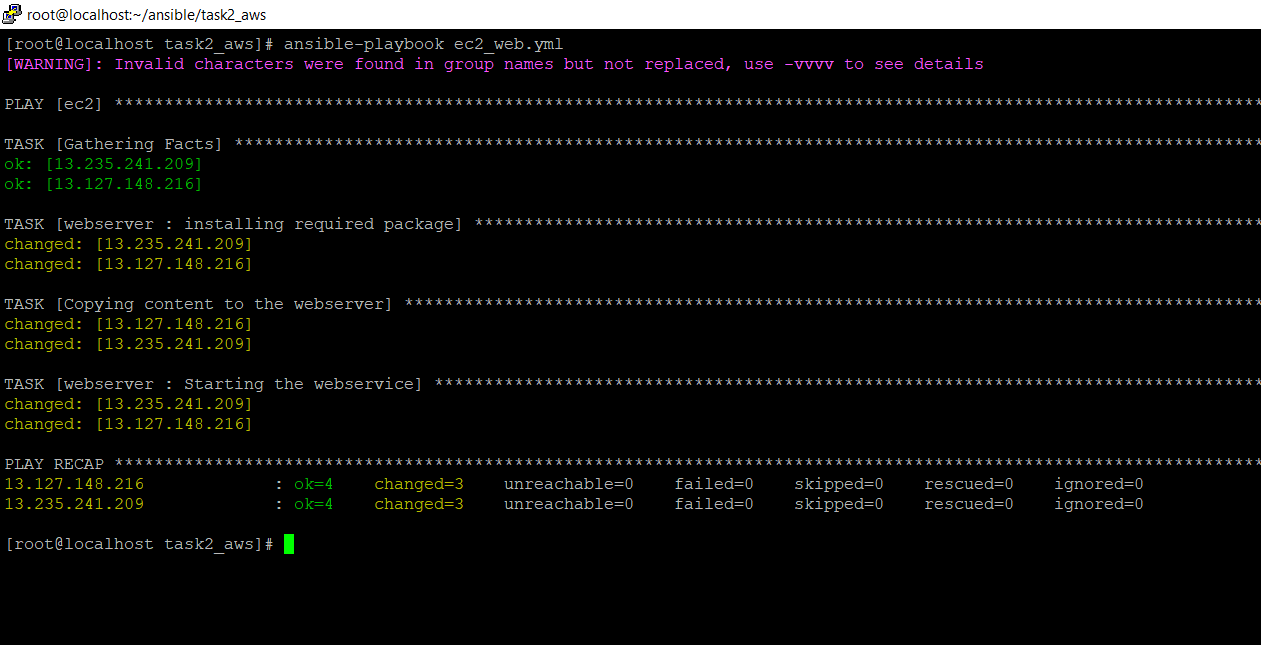 root@localhost:~/ansible/task2_aws
[root@localhost task2_aws]# ansible-playbook ec2_web.yml
[WARNING]: Invalid characters were found in group names but not replaced, use -vvvv to see details
PLAY [ec2] *******************************************************************************************************************
TASK [Gathering Facts] *******************************************************************************************************
ok: [13.235.241.209]
ok: [13.127.148.216]
TASK [webserver : installing required package] *******************************************************************************
changed: [13.235.241.209]
changed: [13.127.148.216]
TASK [Copying content to the webserver] **************************************************************************************
changed: [13.127.148.216]
changed: [13.235.241.209]
TASK [webserver : Starting the webservice] ***********************************************************************************
changed: [13.235.241.209]
changed: [13.127.148.216]
PLAY RECAP *******************************************************************************************************************
13.127.148.216             : ok=4    changed=3    unreachable=0    failed=0    skipped=0    rescued=0    ignored=0
13.235.241.209             : ok=4    changed=3    unreachable=0    failed=0    skipped=0    rescued=0    ignored=0
[root@localhost task2_aws]#